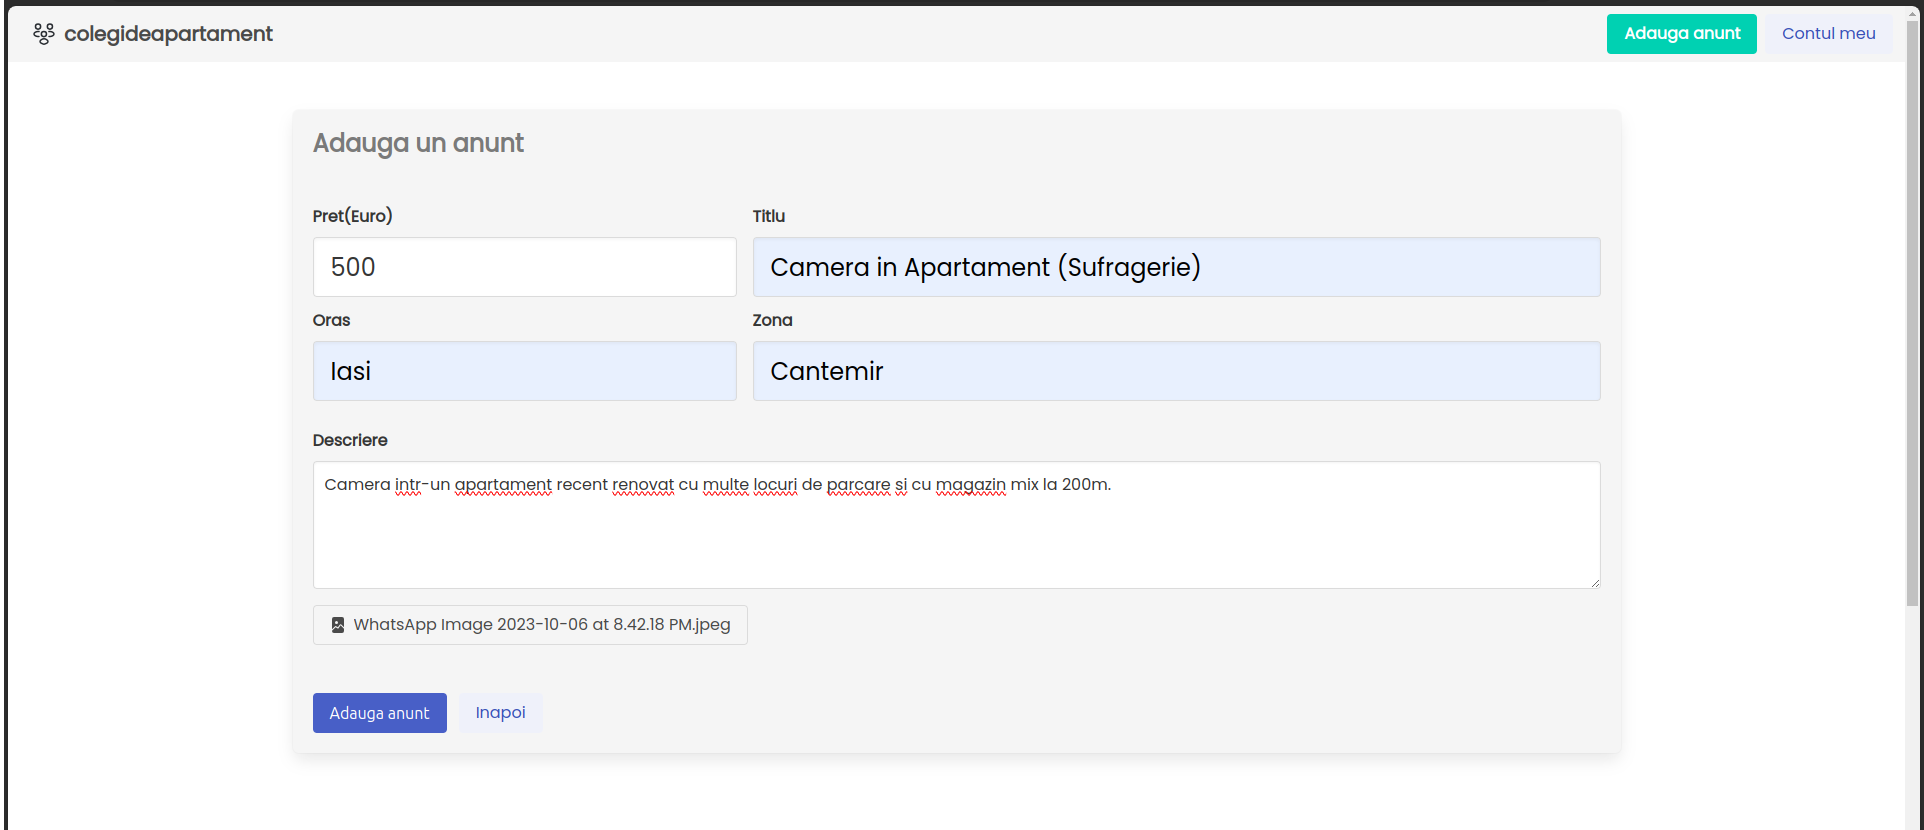 colegideapartament
Adauga anunt
Contul meu
Adauga un anunt
Pret(Euro)
Titlu
500
Camera in Apartament (Sufragerie)
Oras
Zona
Iasi
Cantemir
Descriere
Camera intr-un apartament recent renovat cu multe locuri de parcare si cu magazin mix la 200m.
WhatsApp Image 2023-10-06 at 8.42.18 PM.jpeg
Adauga anunt
Inapoi